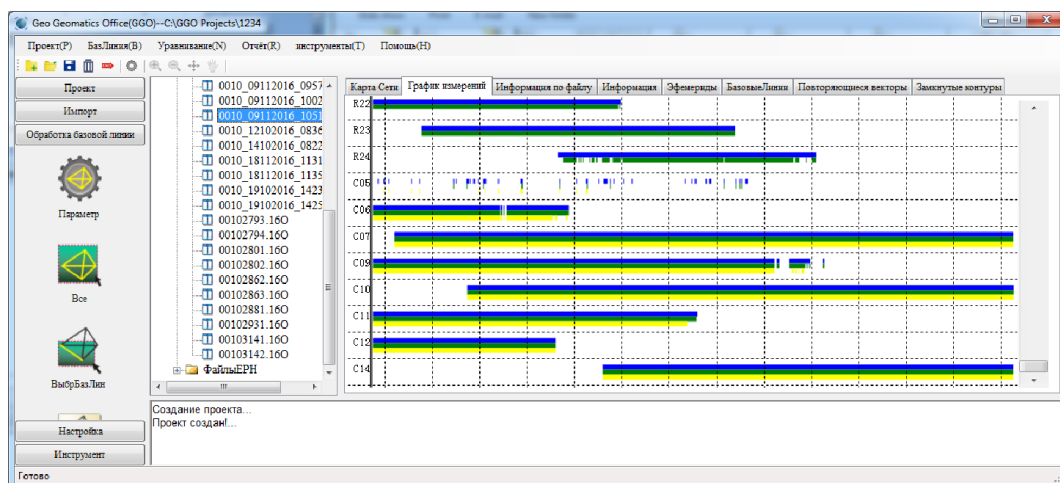 Geo Geomatics Office(GGO)--C:\GGO Projects\1234
Проект(P) БазЛиния(B) Уравнивание(N) Отчёт(R) инструменты(T) Помощь(H)
Проект
Импорт
Обработка базовой линии
Параметр
Все
ВыбрБазЛин
Настройка
Инструмент
0010_09112016_0957
0010_09112016_1002
0010_09112016_1051
0010_12102016_0836
0010_14102016_0822
0010_18112016_1131
0010_18112016_1139
0010_19102016_1423
0010_19102016_1425
00102793.16O
00102794.16O
00102801.16O
00102802.16O
00102862.16O
00102863.16O
00102881.16O
00102931.16O
00103141.16O
00103142.16O
ФайлыEPH
Карта Сети График измерений Информация по файлу Информация Эфемериды БазовыеЛинии Повторяющиеся векторы Замкнутые контуры
R22
R23
R24
C05
C06
C07
C09
C10
C11
C12
C14
Создание проекта...
Проект создан!...
Готово